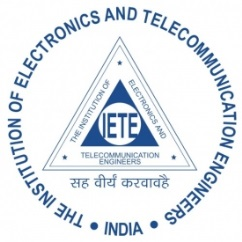 THE INSTITUTION OF ELECTRONICS AND TELECOMMUNICATION ENGINEERS
• INDIA •
THE INSTITUTION OF
ELECTRONICS AND
IETE
TELECOMMUNICATION
ENGINEERS
सह वीर्यं करवावहै